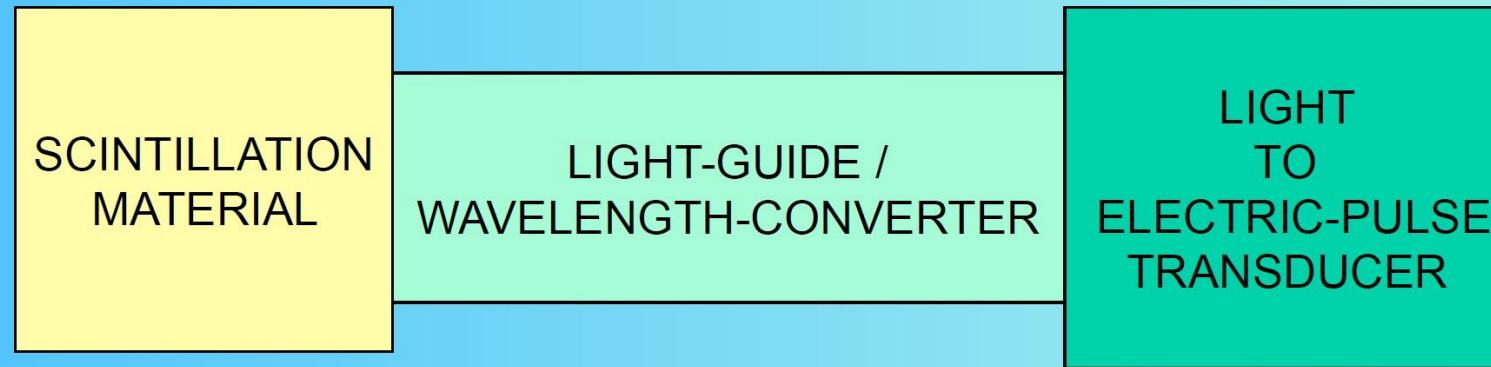 SCINTILLATION
MATERIAL
LIGHT-GUIDE /
WAVELENGTH-CONVERTER
LIGHT
TO
ELECTRIC-PULSE
TRANSDUCER